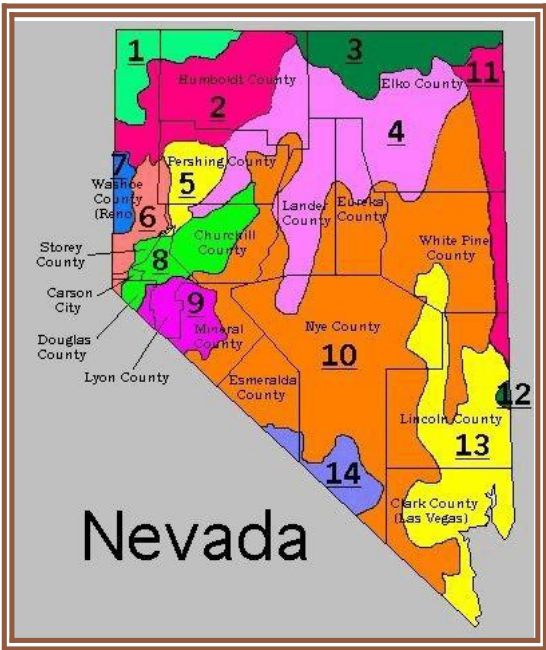 1
3
11
Humboldt County
2
Elko County
4
7
Pershing County
5
Washoe
County
(Reno)
6
Lander
County
Eureka
County
White Pine
County
Churchill
County
Storey
County
8
Carson
City
9
Mineral
County
Nye County
10
Douglas
County
Lyon County
Esmeralda
County
12
Lincoln County
13
14
Clark County
(Las Vegas)
Nevada